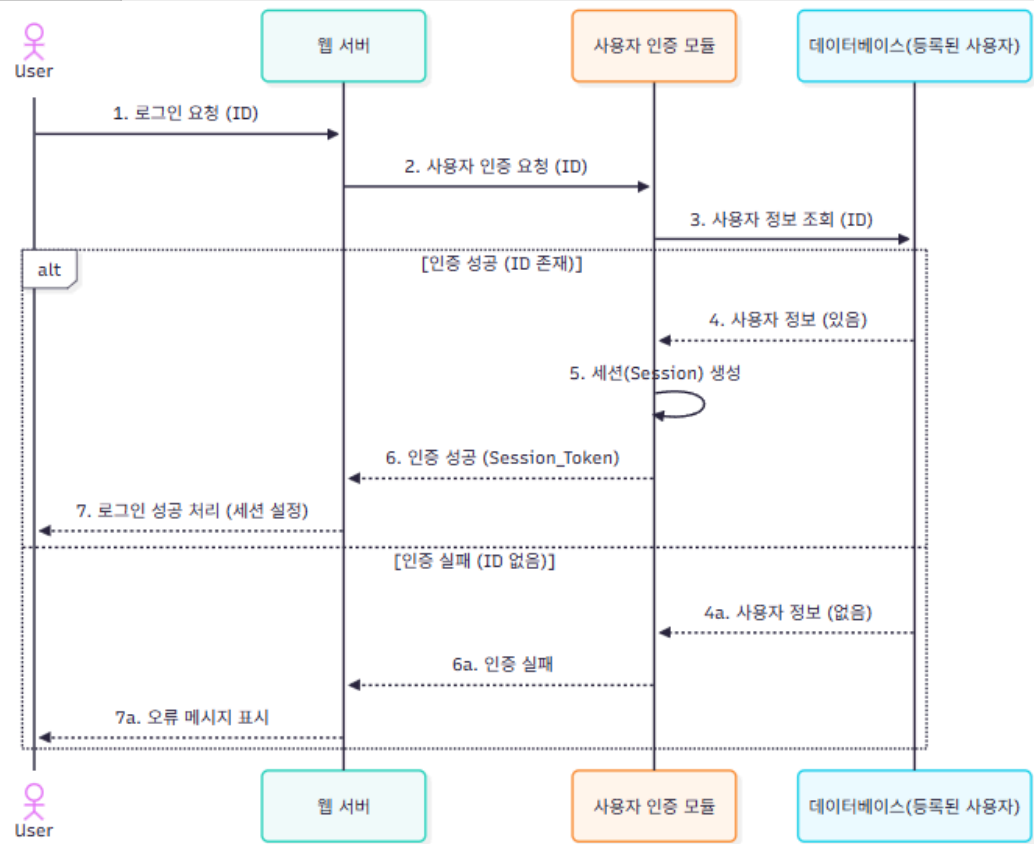 User
웹 서버
사용자 인증 모듈
데이터베이스(등록된 사용자)
1. 로그인 요청 (ID)
2. 사용자 인증 요청 (ID)
3. 사용자 정보 조회 (ID)
alt
[인증 성공 (ID 존재)]
4. 사용자 정보 (있음)
5. 세션(Session) 생성
6. 인증 성공 (Session_Token)
7. 로그인 성공 처리 (세션 설정)
[인증 실패 (ID 없음)]
4a. 사용자 정보 (없음)
6a. 인증 실패
7a. 오류 메시지 표시
User
웹 서버
사용자 인증 모듈
데이터베이스(등록된 사용자)